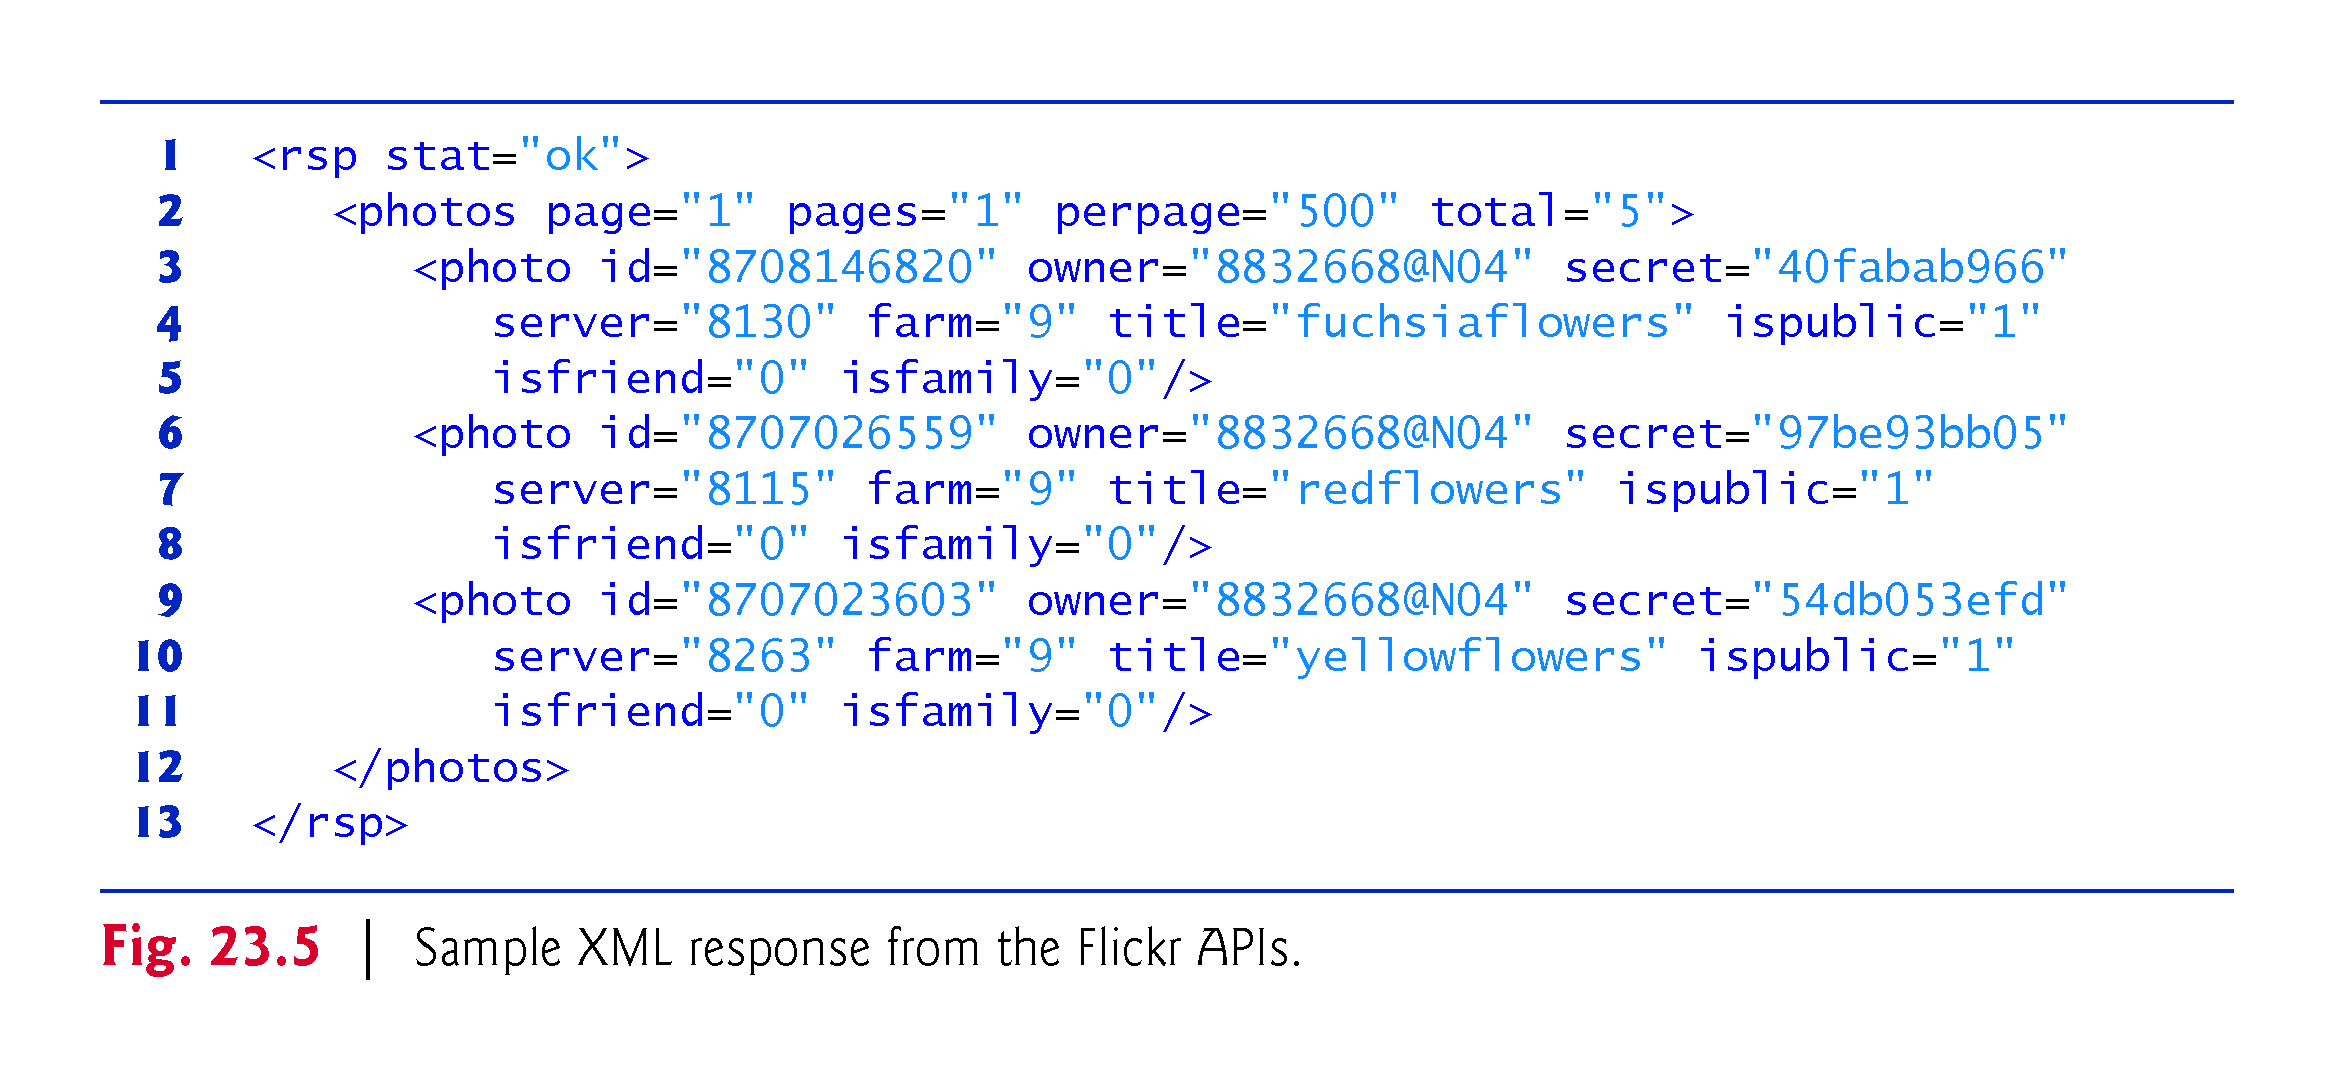 1 <rsp stat="ok">
2 <photos page="1" pages="1" perpage="500" total="5">
3 <photo id="8708146820" owner="8832668@N04" secret="40fabab966"
4 server="8130" farm="9" title="fuchsiaflowers" ispublic="1"
5 isfriend="0" isfamily="0"/>
6 <photo id="8707026559" owner="8832668@N04" secret="97be93bb05"
7 server="8115" farm="9" title="redflowers" ispublic="1"
8 isfriend="0" isfamily="0"/>
9 <photo id="8707023603" owner="8832668@N04" secret="54db053efd"
10 server="8263" farm="9" title="yellowflowers" ispublic="1"
11 isfriend="0" isfamily="0"/>
12 </photos>
13 </rsp>
Fig. 23.5 | Sample XML response from the Flickr APIs.